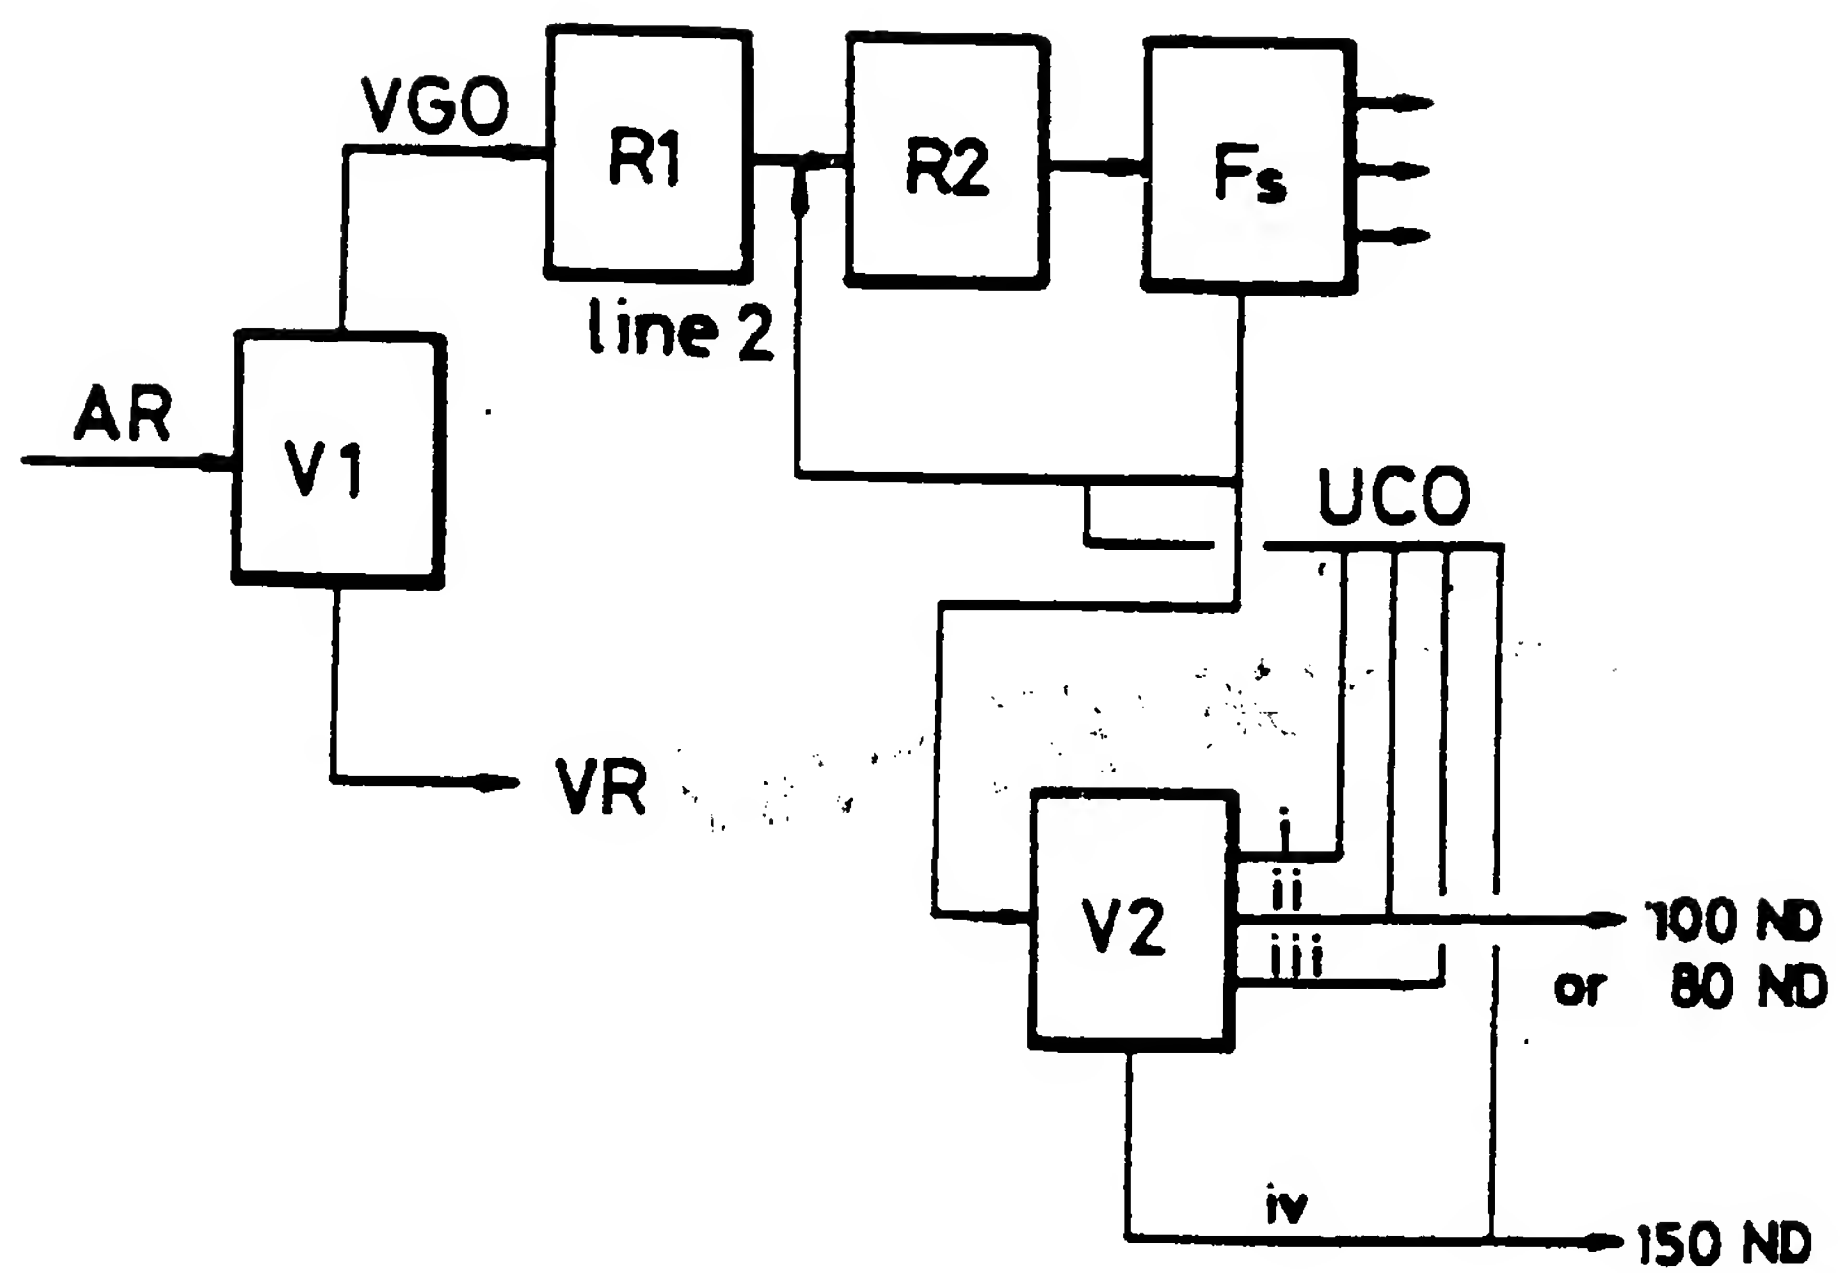 VGO
R1
R2
Fs
line 2
AR
V1
UCO
VR
i
ii
V2
iii
100 ND
or 80 ND
iv
150 ND